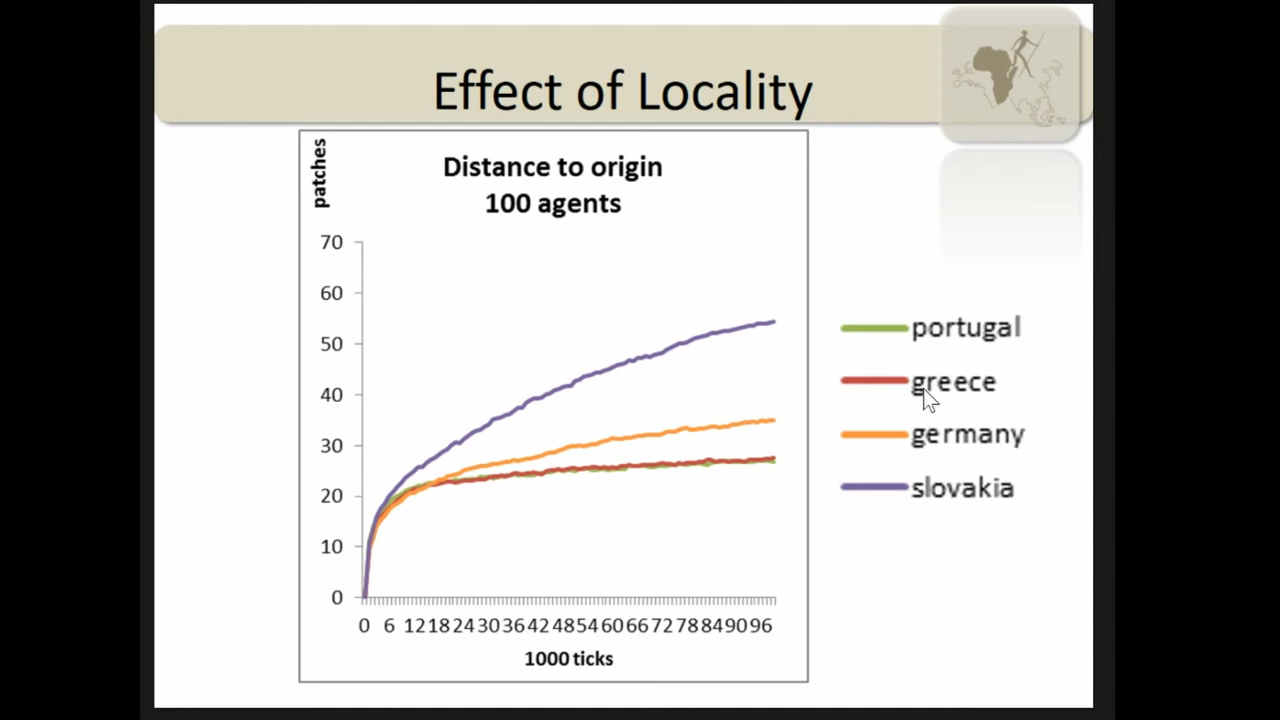 Effect of Locality
patches
Distance to origin
100 agents
70
60
50
40
30
20
10
0
0 6 12 18 24 30 36 42 48 54 60 66 72 78 84 90 96
1000 ticks
portugal
greece
germany
slovakia